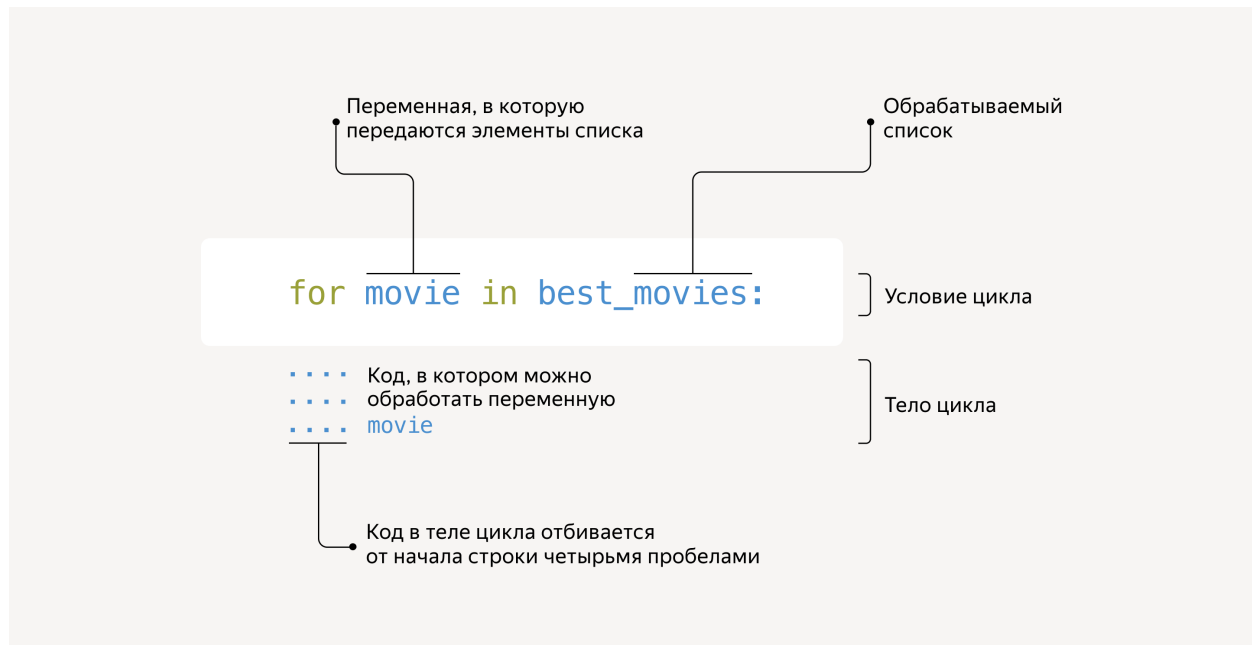 Переменная, в которую
передаются элементы списка
Обрабатываемый
список
for movie in best_movies:
Условие цикла
Код, в котором можно
обработать переменную
movie
Тело цикла
Код в теле цикла отбивается
от начала строки четырьмя пробелами